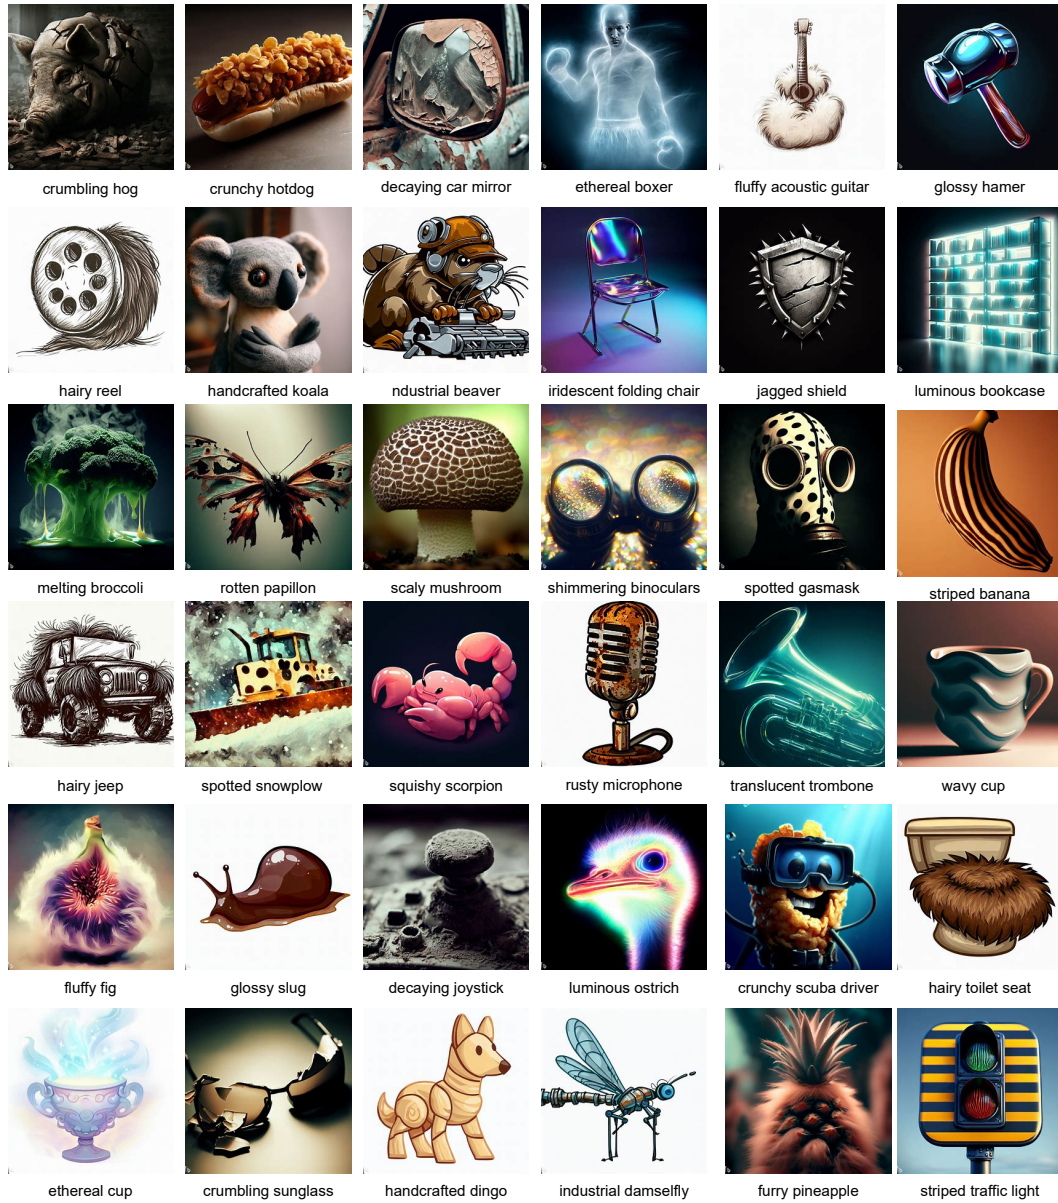 crumbling hog
crunchy hotdog
decaying car mirror
ethereal boxer
fluffy acoustic guitar
glossy hamer
hairy reel
handcrafted koala
ndustrial beaver
iridescent folding chair
jagged shield
luminous bookcase
melting broccoli
rotten papillon
scaly mushroom
shimmering binoculars
spotted gasmask
striped banana
hairy jeep
spotted snowplow
squishy scorpion
rusty microphone
translucent trombone
wavy cup
fluffy fig
glossy slug
decaying joystick
luminous ostrich
crunchy scuba driver
hairy toilet seat
ethereal cup
crumbling sunglass
handcrafted dingo
industrial damselfly
furry pineapple
striped traffic light